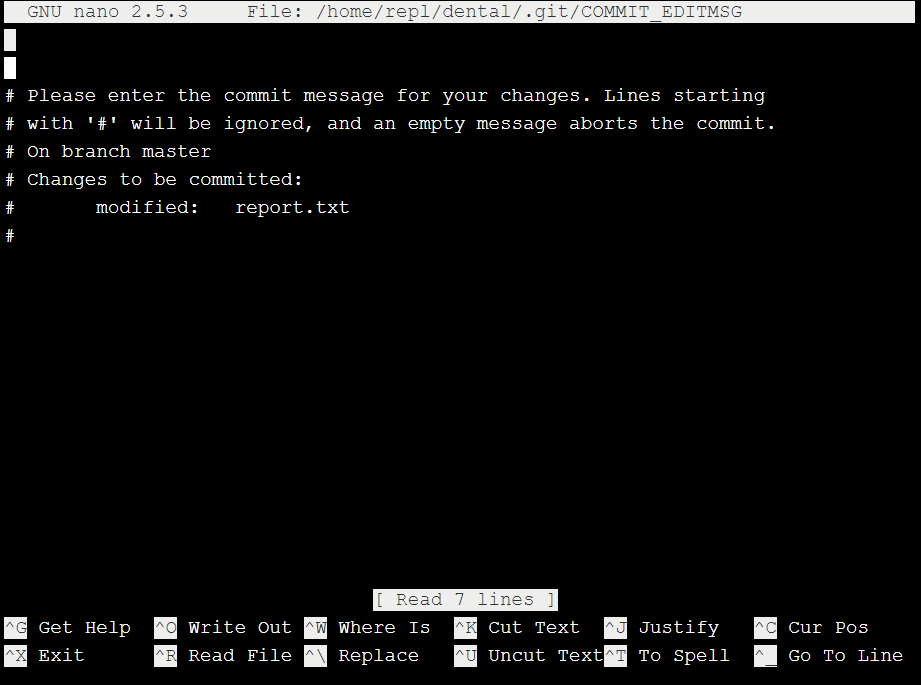 GNU nano 2.5.3     File: /home/repl/dental/.git/COMMIT_EDITMSG
# Please enter the commit message for your changes. Lines starting
# with '#' will be ignored, and an empty message aborts the commit.
# On branch master
# Changes to be committed:
#       modified:   report.txt
#
[ Read 7 lines ]
^G Get Help  ^O Write Out ^W Where Is  ^K Cut Text  ^J Justify   ^C Cur Pos
^X Exit      ^R Read File ^\ Replace   ^U Uncut Text^T To Spell  ^_ Go To Line